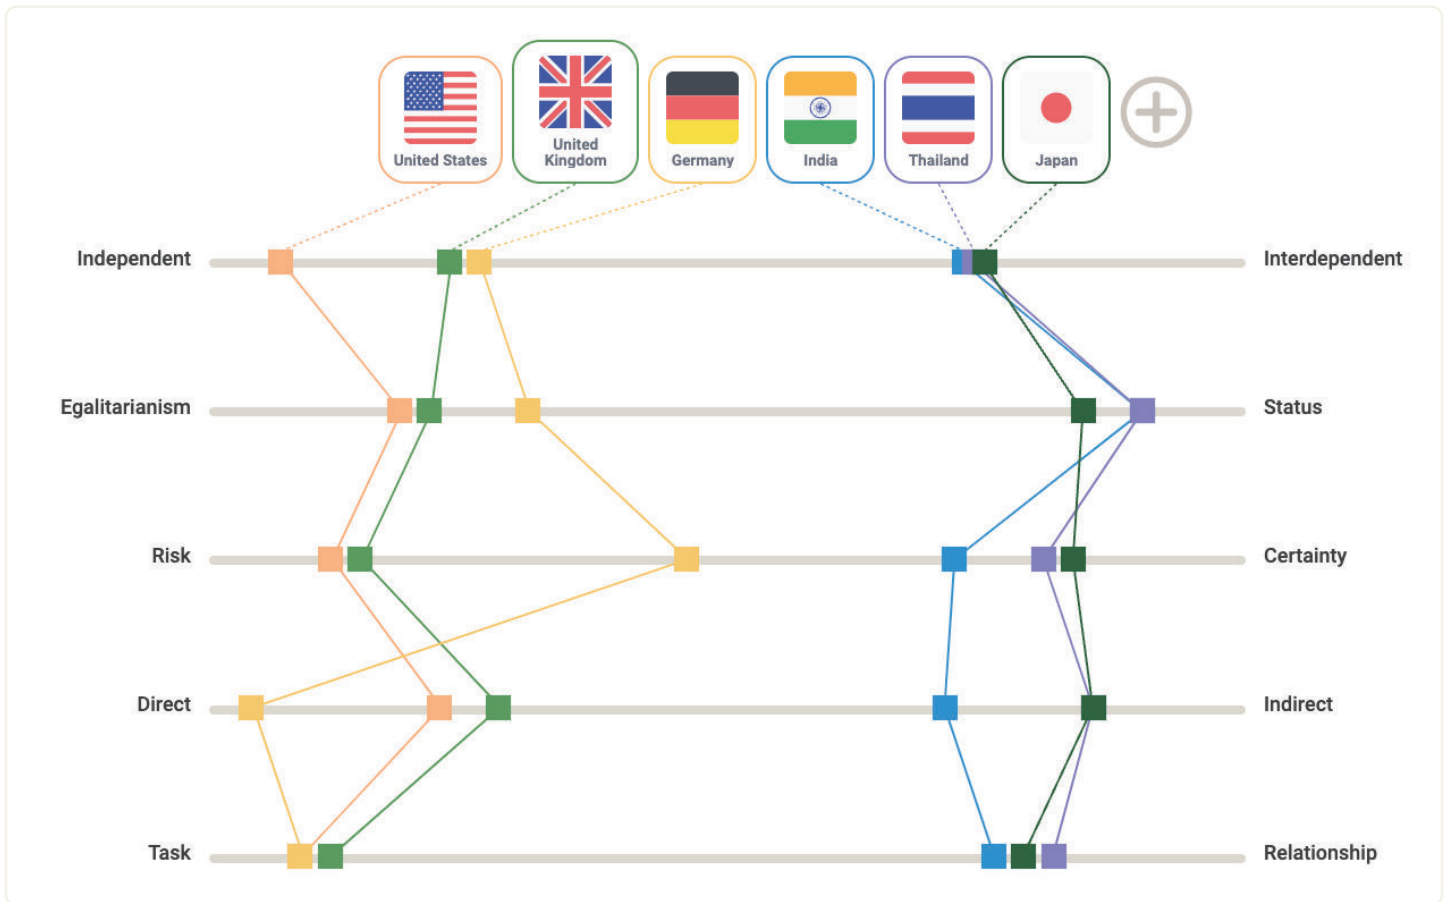 United States
United
Kingdom
Germany
India
Thailand
Japan
Independent
Interdependent
Egalitarianism
Status
Risk
Certainty
Direct
Indirect
Task
Relationship